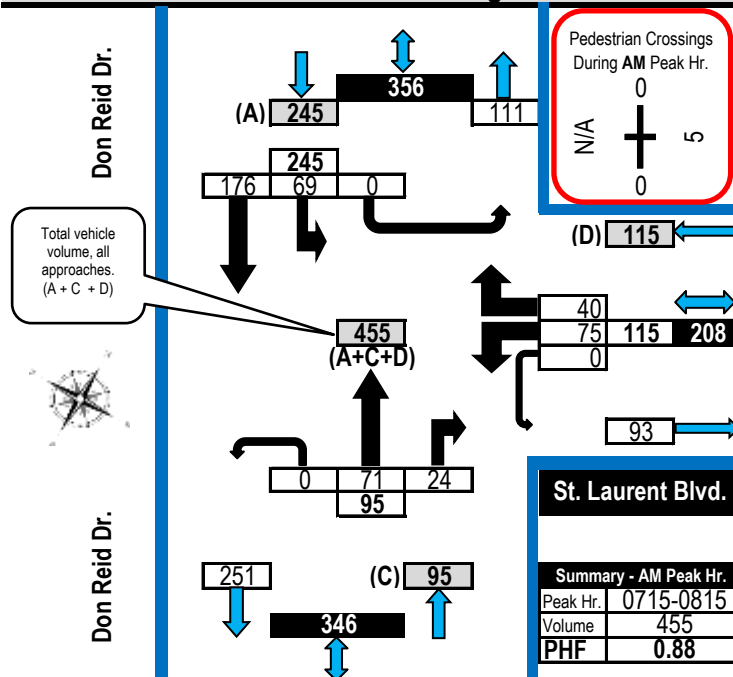 Don Reid Dr.
356
(A) 245
111
Pedestrian Crossings
During AM Peak Hr.
0
N/A
5
0
245
176 69 0
(D) 115
Total vehicle
volume, all
approaches.
(A + C + D)
455
(A+C+D)
40
75 115 208
0
93
0 71 24
95
St. Laurent Blvd.
Don Reid Dr.
251
(C) 95
346
Summary - AM Peak Hr.
Peak Hr. 0715-0815
Volume 455
PHF 0.88